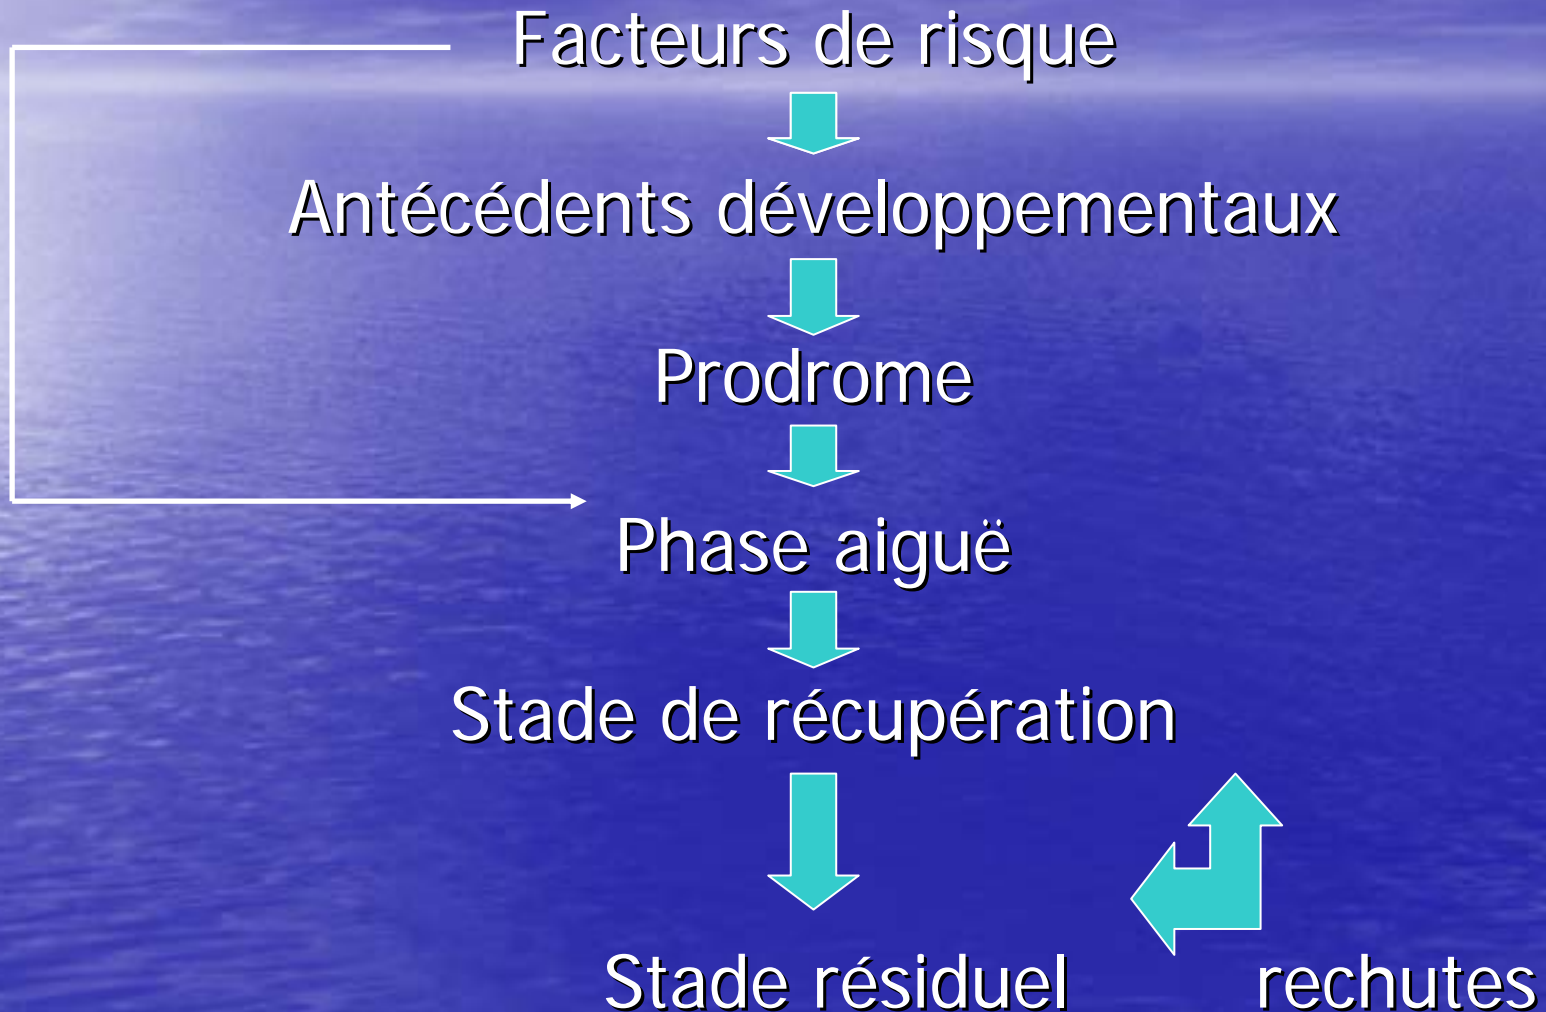 Facteurs de risque
Antécédents développementaux
Prodrome
Phase aiguë
Stade de récupération
Stade résiduel rechutes